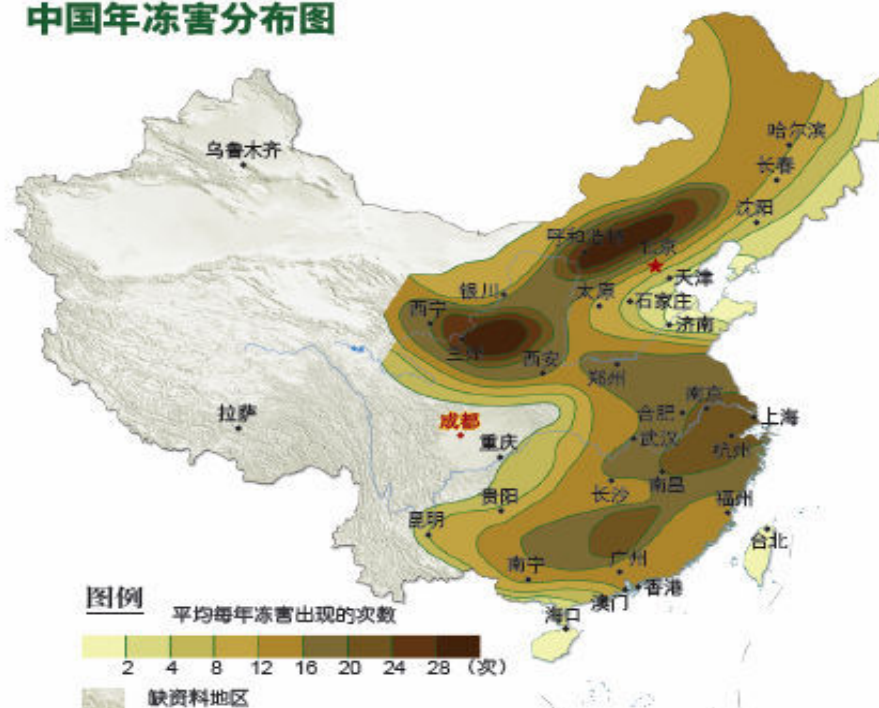 中国年冻害分布图
哈尔滨
乌鲁木齐
长春
沈阳
呼和浩特
北京
天津
银川
太原
石家庄
西宁
济南
兰州
西安
郑州
南京
拉萨
成都
合肥
上海
重庆
武汉
杭州
贵阳
长沙
南昌
福州
昆明
台北
南宁
广州
香港
澳门
海口
图例
平均每年冻害出现的次数
2 4 8 12 16 20 24 28 (次)
缺资料地区